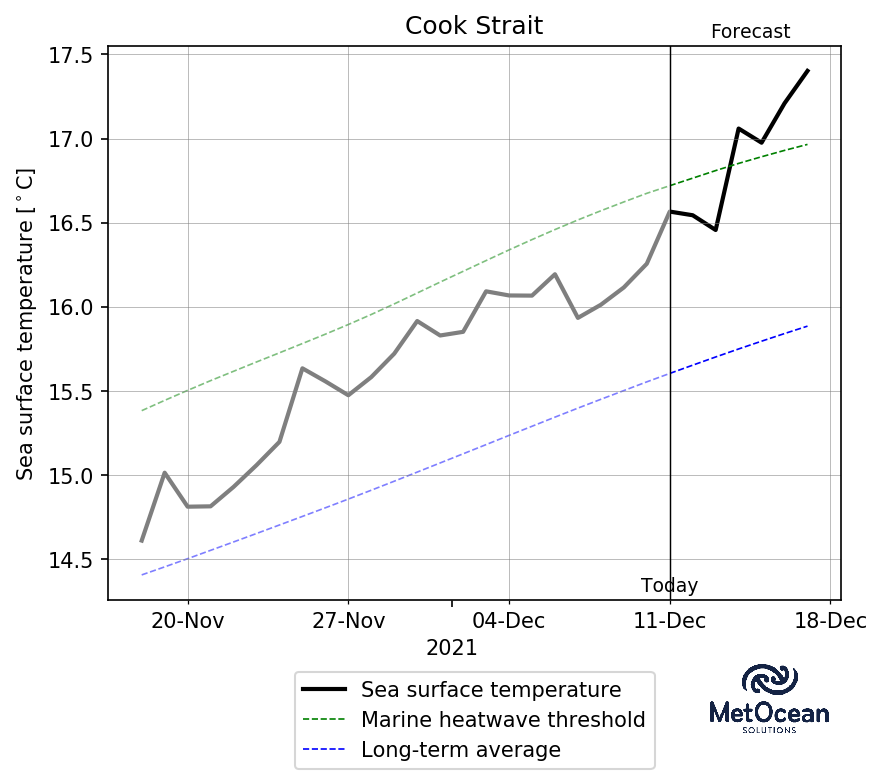 Cook Strait
Forecast
17.5
17.0
16.5
16.0
15.5
15.0
14.5
Sea surface temperature [°C]
Today
20-Nov 27-Nov 04-Dec 11-Dec 18-Dec
2021
Sea surface temperature
Marine heatwave threshold
Long-term average
MetOcean
SOLUTIONS